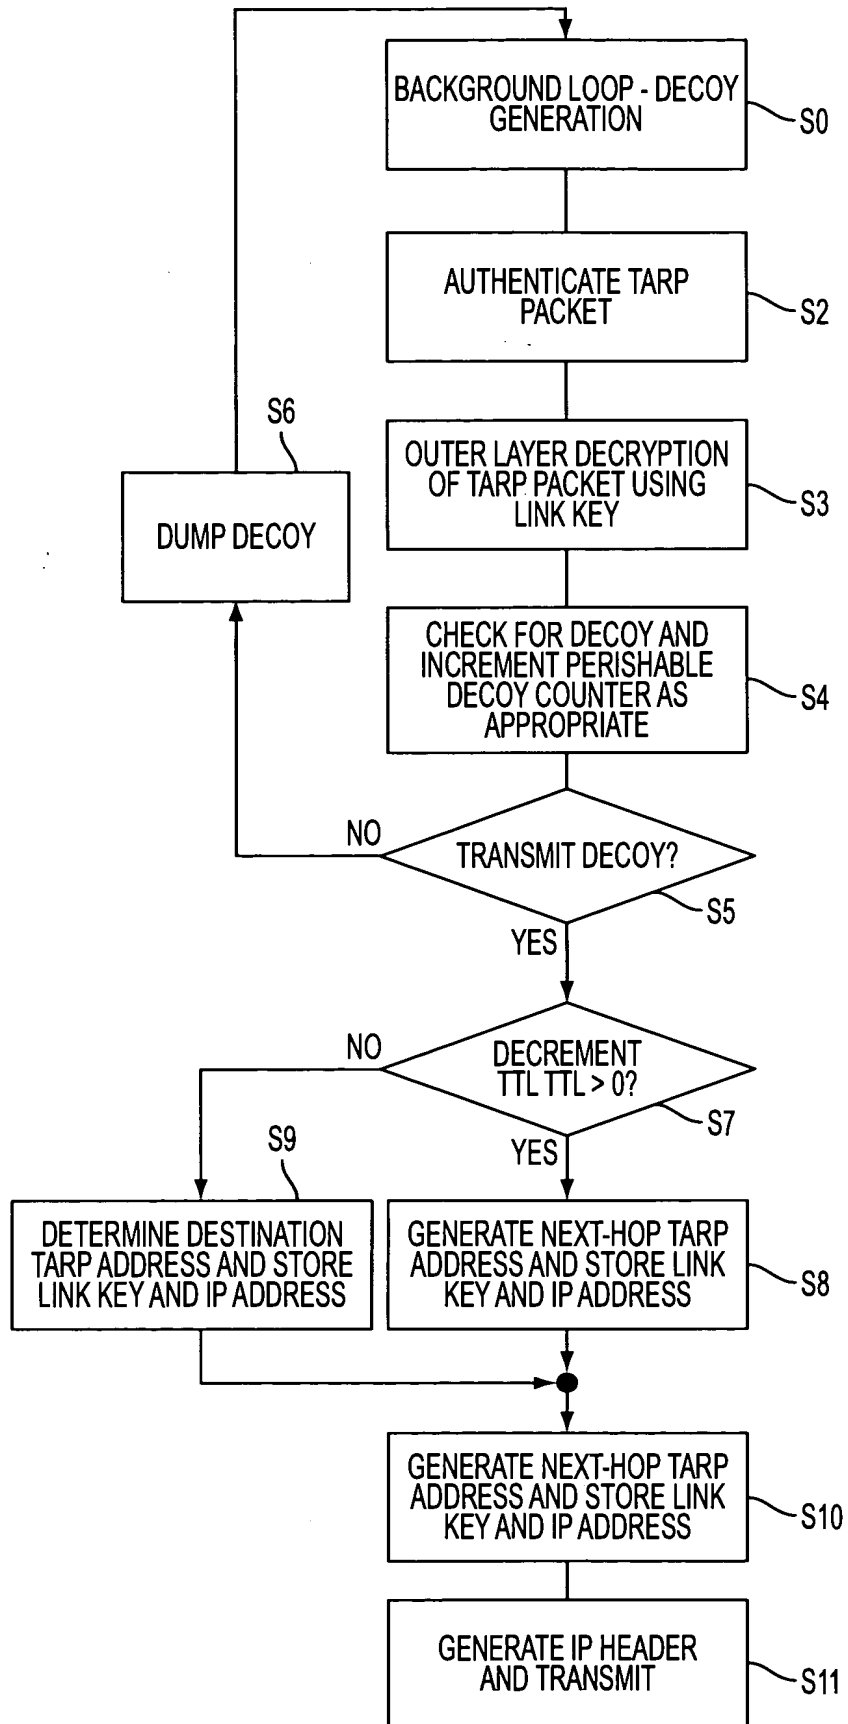 BACKGROUND LOOP - DECOY
GENERATION
S0
AUTHENTICATE TARP
PACKET
S2
OUTER LAYER DECRYPTION
OF TARP PACKET USING
LINK KEY
S3
S6
DUMP DECOY
CHECK FOR DECOY AND
INCREMENT PERISHABLE
DECOY COUNTER AS
APPROPRIATE
S4
NO
TRANSMIT DECOY?
S5
YES
NO
DECREMENT
TTL TTL > 0?
S7
YES
S9
DETERMINE DESTINATION
TARP ADDRESS AND STORE
LINK KEY AND IP ADDRESS
GENERATE NEXT-HOP TARP
ADDRESS AND STORE LINK
KEY AND IP ADDRESS
S8
GENERATE NEXT-HOP TARP
ADDRESS AND STORE LINK
KEY AND IP ADDRESS
S10
GENERATE IP HEADER
AND TRANSMIT
S11